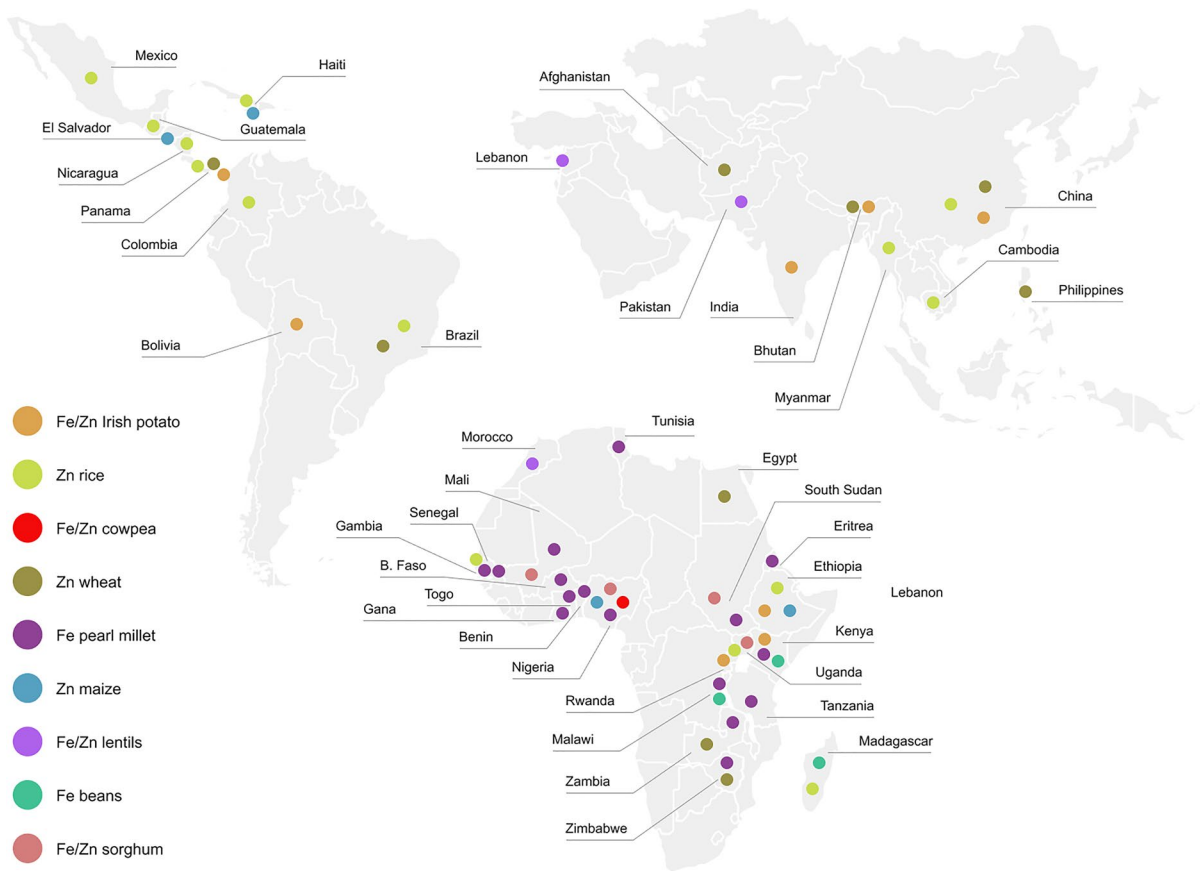 Mexico
Haiti
El Salvador
Guatemala
Nicaragua
Panama
Colombia
Bolivia
Brazil
Afghanistan
Lebanon
China
Cambodia
Pakistan
India
Philippines
Bhutan
Myanmar
Fe/Zn Irish potato
Zn rice
Fe/Zn cowpea
Zn wheat
Fe pearl millet
Zn maize
Fe/Zn lentils
Fe beans
Fe/Zn sorghum
Tunisia
Morocco
Egypt
Mali
South Sudan
Senegal
Gambia
Eritrea
B. Faso
Ethiopia
Togo
Lebanon
Gana
Benin
Kenya
Nigeria
Uganda
Rwanda
Tanzania
Malawi
Madagascar
Zambia
Zimbabwe